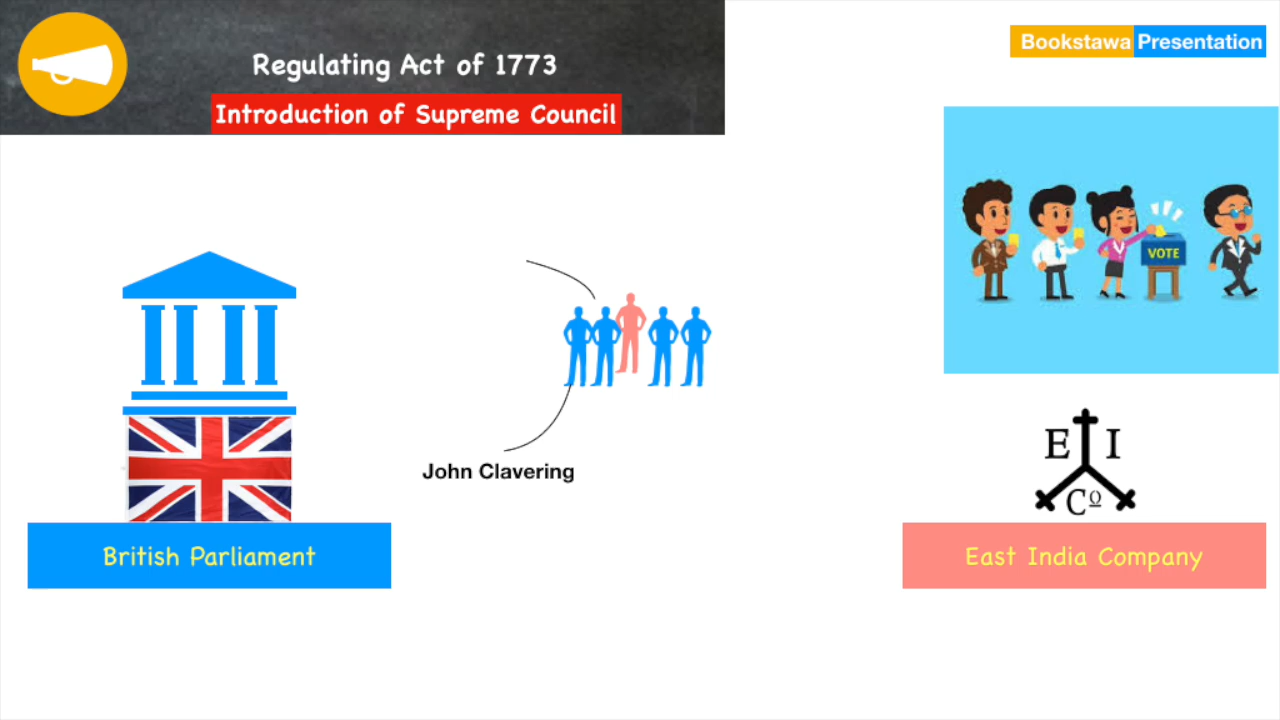 Regulating Act of 1773
Introduction of Supreme Council
Bookstawa Presentation
VOTE
John Clavering
E I
Co
British Parliament
East India Company